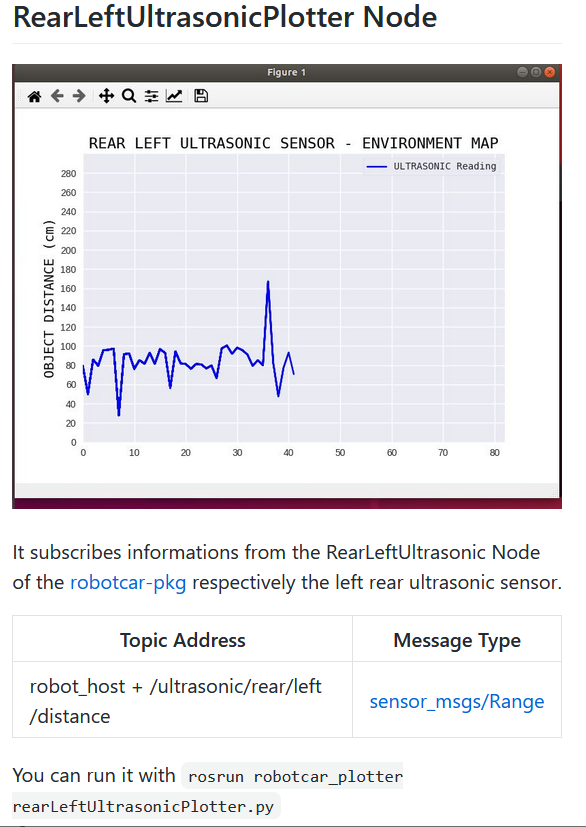 RearLeftUltrasonicPlotter Node
Figure 1
REAR LEFT ULTRASONIC SENSOR - ENVIRONMENT MAP
ULTRASONIC Reading
OBJECT DISTANCE (cm)
280
260
240
220
200
180
160
140
120
100
80
60
40
20
0
0 10 20 30 40 50 60 70 80
It subscribes informations from the RearLeftUltrasonic Node
of the robotcar-pkg respectively the left rear ultrasonic sensor.
Topic Address Message Type
robot_host + /ultrasonic/rear/left
/distance
sensor_msgs/Range
You can run it with rosrun robotcar_plotter
rearLeftUltrasonicPlotter.py